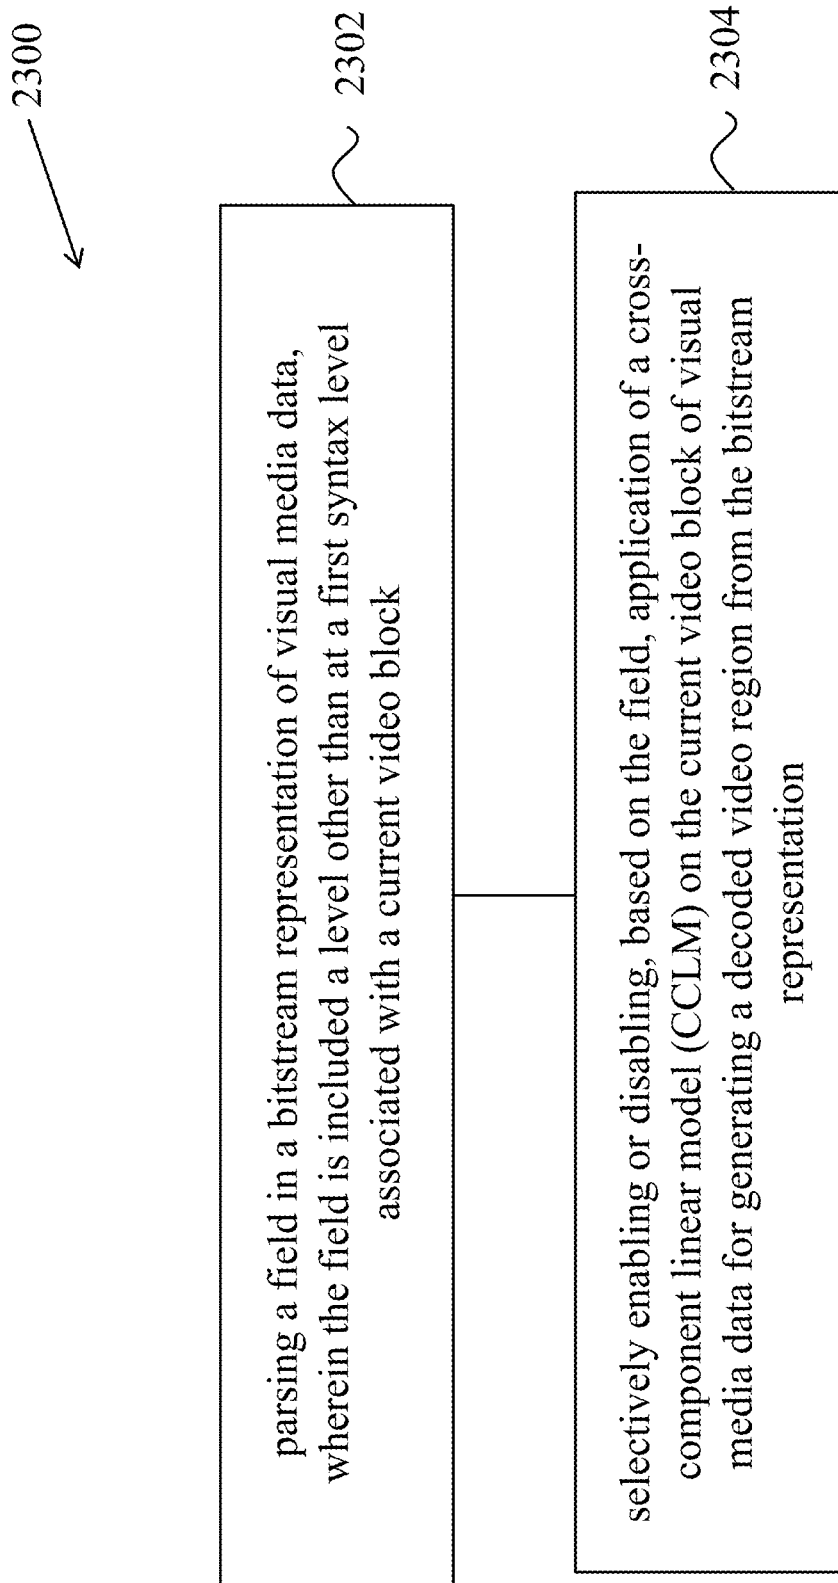 2300
parsing a field in a bitstream representation of visual media data,
wherein the field is included a level other than at a first syntax level
associated with a current video block
2302
selectively enabling or disabling, based on the field, application of a cross-
component linear model (CCLM) on the current video block of visual
media data for generating a decoded video region from the bitstream
representation
2304